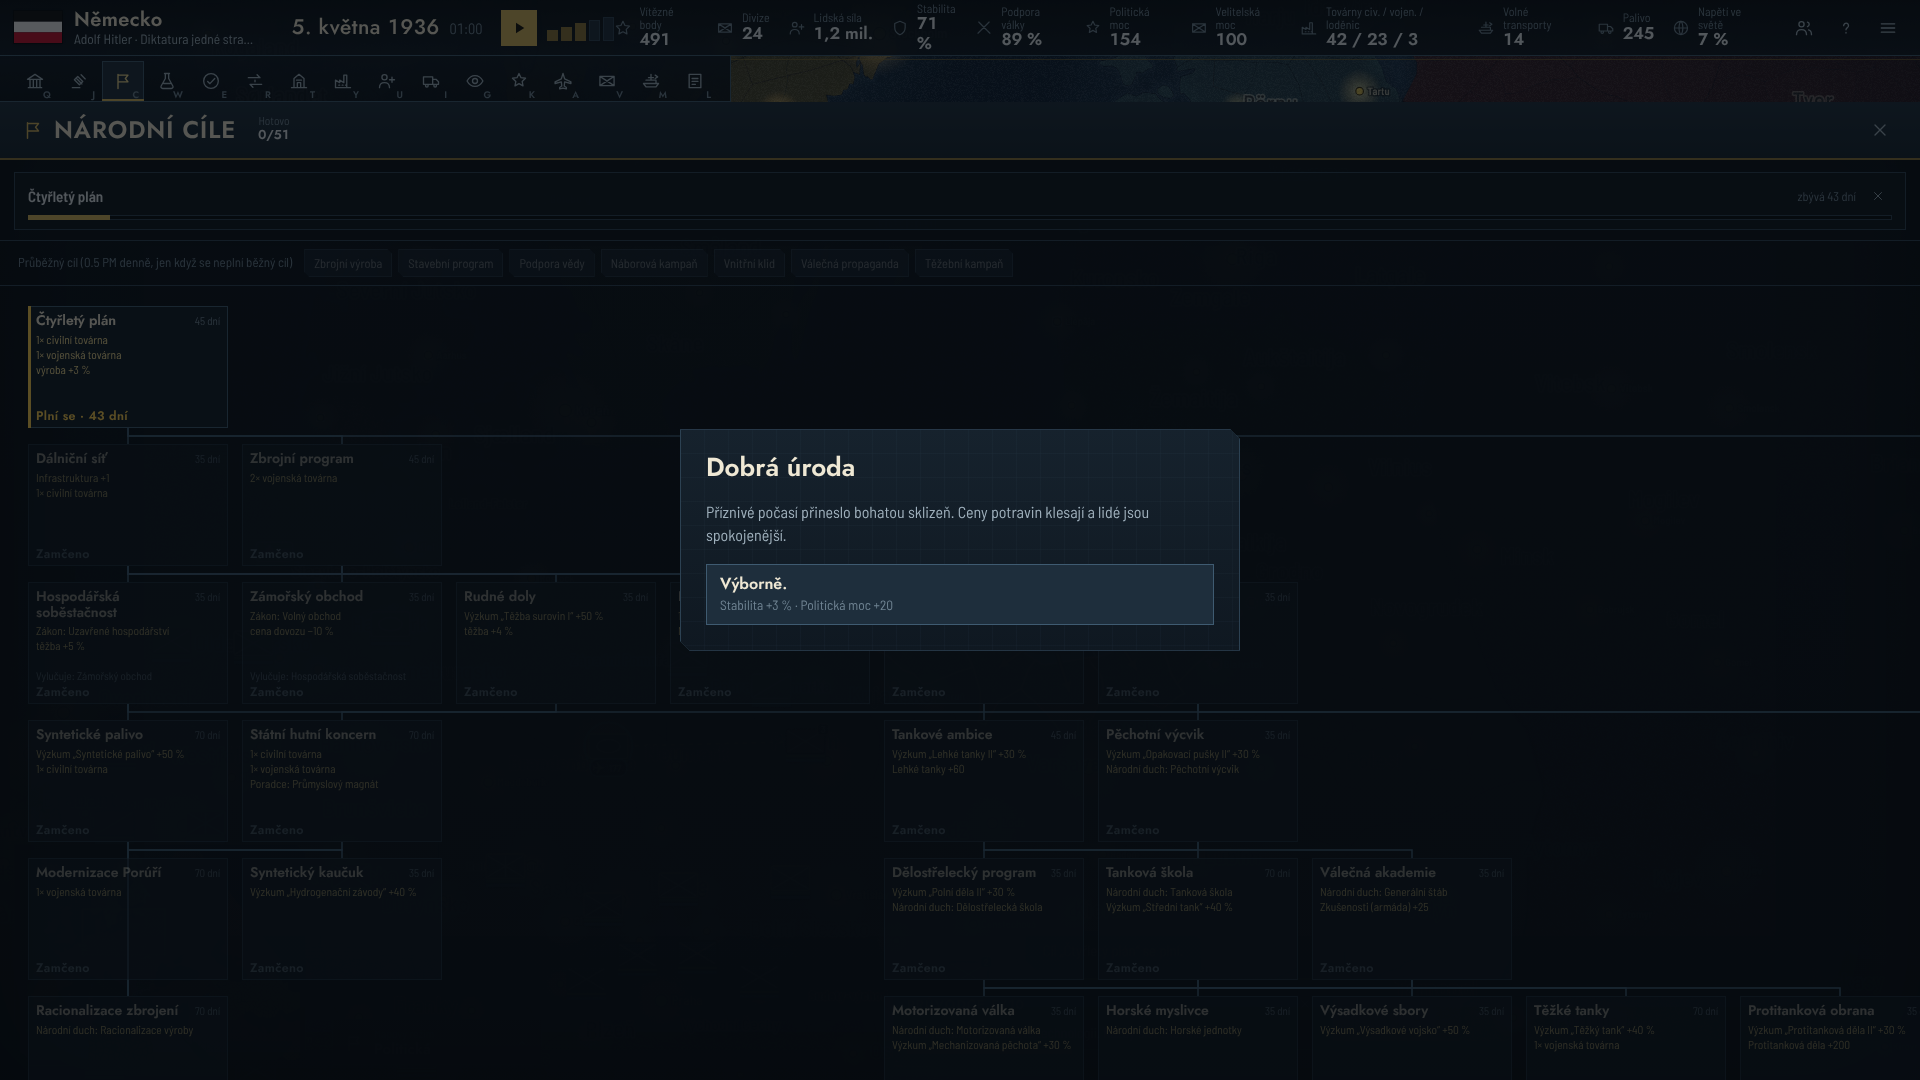 Německo
Adolf Hitler · Diktatura jedné stra...
5. května 1936 01:00
Vítězné body 491
Divize 24
Lidská síla 1,2 mil.
Stabilita 71 %
Podpora války 89 %
Politická moc 154
Velitelská moc 100
Továrny civ. / vojen. / loděnic 42 / 23 / 3
Volné transporty 14
Palivo 245
Napětí ve světě 7 %
?
Q J C W E R T Y U I G K A V M L
Tartu
NÁRODNÍ CÍLE
Hotovo
0/51
Čtyřletý plán
zbývá 43 dní
Průběžný cíl (0.5 PM denně, jen když se neplní běžný cíl)
Zbrojní výroba
Stavební program
Podpora vědy
Náborová kampaň
Vnitřní klid
Válečná propaganda
Těžební kampaň
Čtyřletý plán 45 dní
1× civilní továrna
1× vojenská továrna
výroba +3 %
Plní se · 43 dní
Dálniční síť 35 dní
Infrastruktura +1
1× civilní továrna
Zamčeno
Zbrojní program 45 dní
2× vojenská továrna
Zamčeno
Dobrá úroda
Příznivé počasí přineslo bohatou sklizeň. Ceny potravin klesají a lidé jsou
spokojenější.
Výborně.
Stabilita +3 % · Politická moc +20
Hospodářská soběstačnost 35 dní
Zákon: Uzavřené hospodářství
těžba +5 %
Vylučuje: Zámořský obchod
Zamčeno
Zámořský obchod 35 dní
Zákon: Volný obchod
cena dovozu −10 %
Vylučuje: Hospodářská soběstačnost
Zamčeno
Rudné doly 35 dní
Výzkum „Těžba surovin I“ +50 %
těžba +4 %
Zamčeno
Zamčeno
Zamčeno
35 dní
Zamčeno
Syntetické palivo 70 dní
Výzkum „Syntetické palivo“ +50 %
1× civilní továrna
Zamčeno
Státní hutní koncern 70 dní
1× civilní továrna
1× vojenská továrna
Poradce: Průmyslový magnát
Zamčeno
Tankové ambice 45 dní
Výzkum „Lehké tanky II“ +30 %
Lehké tanky +60
Zamčeno
Pěchotní výcvik 35 dní
Výzkum „Opakovací pušky II“ +30 %
Národní duch: Pěchotní výcvik
Zamčeno
Modernizace Porúří 70 dní
1× vojenská továrna
Zamčeno
Syntetický kaučuk 35 dní
Výzkum „Hydrogenační závody“ +40 %
Zamčeno
Dělostřelecký program 35 dní
Výzkum „Polní děla II“ +30 %
Národní duch: Dělostřelecká škola
Zamčeno
Tanková škola 70 dní
Národní duch: Tanková škola
Výzkum „Střední tank“ +40 %
Zamčeno
Válečná akademie 35 dní
Národní duch: Generální štáb
Zkušenosti (armáda) +25
Zamčeno
Racionalizace zbrojení 70 dní
Národní duch: Racionalizace výroby
Motorizovaná válka 35 dní
Národní duch: Motorizovaná válka
Výzkum „Mechanizovaná pěchota“ +30 %
Horské myslivce 35 dní
Národní duch: Horské jednotky
Výsadkové sbory 35 dní
Výzkum „Výsadkové vojsko“ +50 %
Těžké tanky 70 dní
Výzkum „Těžký tank“ +40 %
1× vojenská továrna
Protitanková obrana 35
Výzkum „Protitanková děla II“ +30 %
Protitanková děla +200